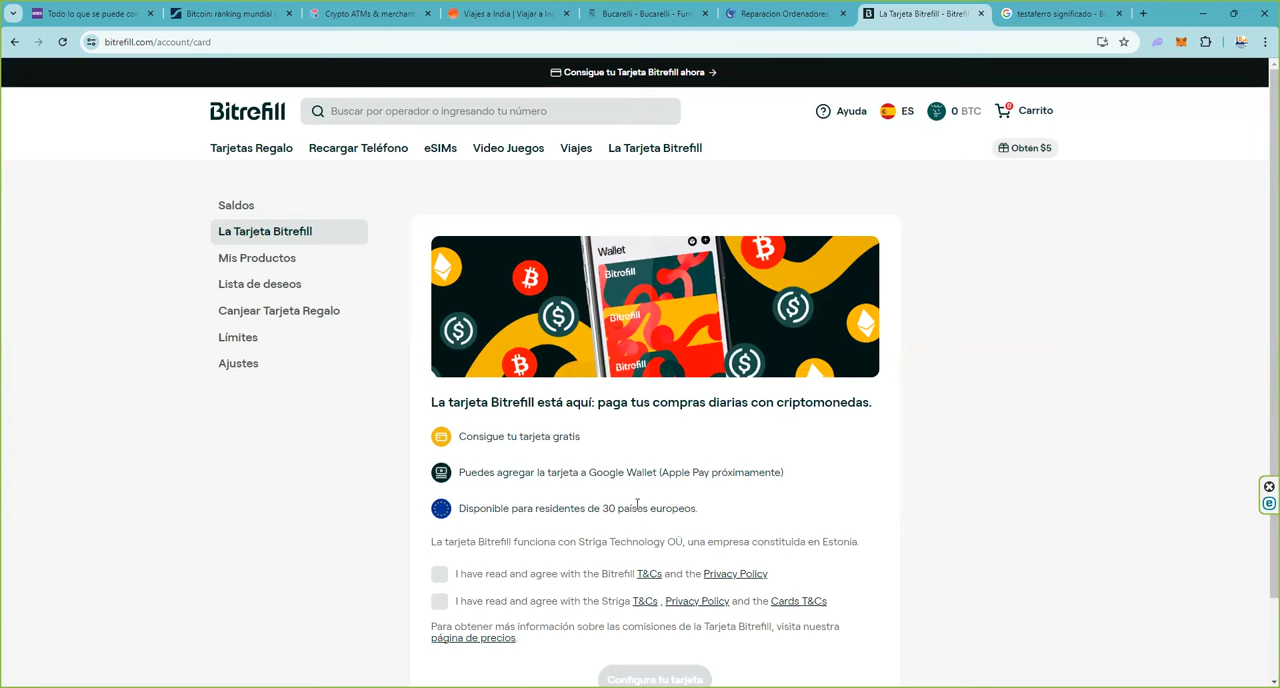 Todo lo que se puede con
Bitcoin: ranking mundial
Crypto ATMs & merchant
Viajes a India | Viajar a In
Bucarelli - Bucarelli - Fun
Reparacion Ordenadores
La Tarjeta Bitrefill - Bitrefi
testaferro significado - B
bitrefill.com/account/card
Consigue tu Tarjeta Bitrefill ahora →
Bitrefill
Buscar por operador o ingresando tu número
Ayuda
ES
0 BTC
0
Carrito
Tarjetas Regalo
Recargar Teléfono
eSIMs
Video Juegos
Viajes
La Tarjeta Bitrefill
Obtén $5
Saldos
La Tarjeta Bitrefill
Mis Productos
Lista de deseos
Canjear Tarjeta Regalo
Límites
Ajustes
Wallet
Bitrefill
Bitrefill
Bitrefill
La tarjeta Bitrefill está aquí: paga tus compras diarias con criptomonedas.
Consigue tu tarjeta gratis
Puedes agregar la tarjeta a Google Wallet (Apple Pay próximamente)
Disponible para residentes de 30 países europeos.
La tarjeta Bitrefill funciona con Striga Technology OÜ, una empresa constituida en Estonia.
I have read and agree with the Bitrefill T&Cs and the Privacy Policy
I have read and agree with the Striga T&Cs , Privacy Policy and the Cards T&Cs
Para obtener más información sobre las comisiones de la Tarjeta Bitrefill, visita nuestra
página de precios.
Configura tu tarjeta